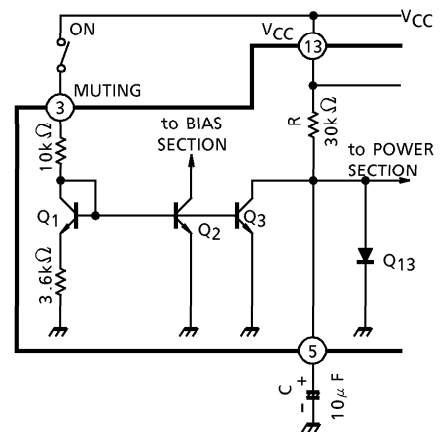 ON
VCC
VCC
13
3
MUTING
10kΩ
to BIAS
SECTION
R
30kΩ
to POWER
SECTION
Q1
Q2
Q3
3.6kΩ
Q13
5
C
+
-
10μF